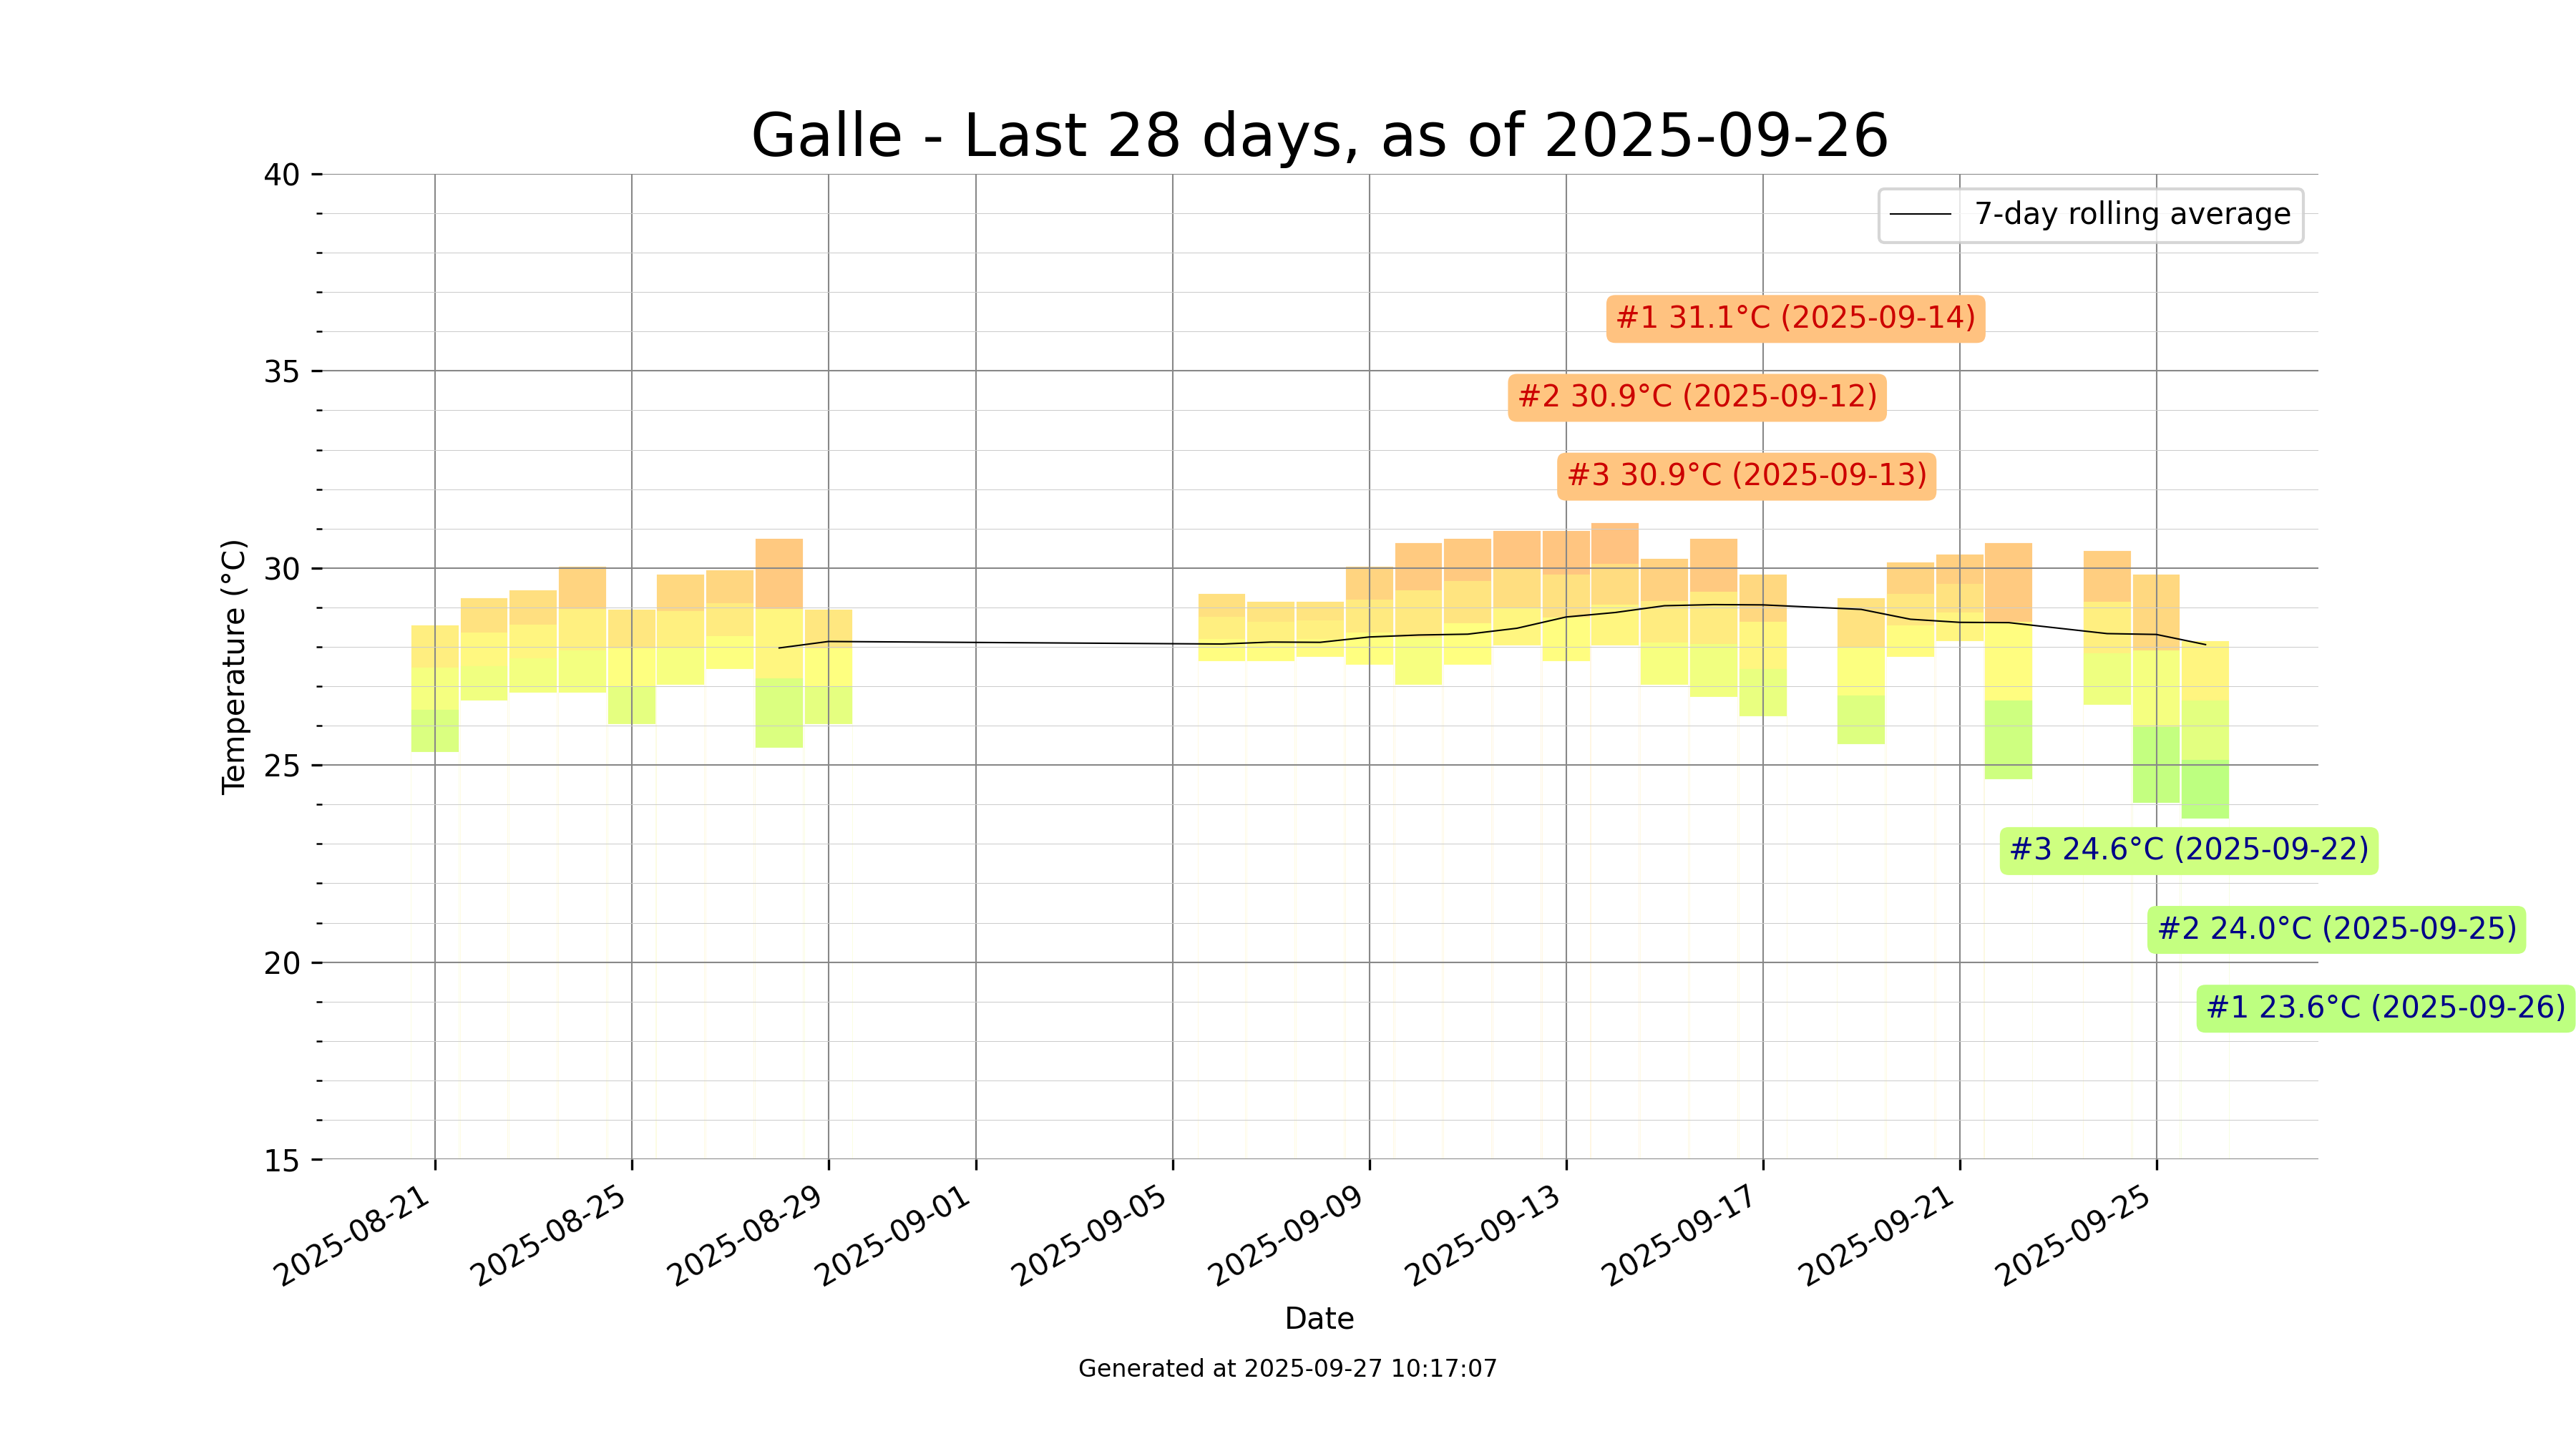 Galle - Last 28 days, as of 2025-09-26
40
35
30
25
20
15
Temperature (°C)
7-day rolling average
#1 31.1°C (2025-09-14)
#2 30.9°C (2025-09-12)
#3 30.9°C (2025-09-13)
#3 24.6°C (2025-09-22)
#2 24.0°C (2025-09-25)
#1 23.6°C (2025-09-26)
2025-08-21
2025-08-25
2025-08-29
2025-09-01
2025-09-05
2025-09-09
2025-09-13
2025-09-17
2025-09-21
2025-09-25
Date
Generated at 2025-09-27 10:17:07